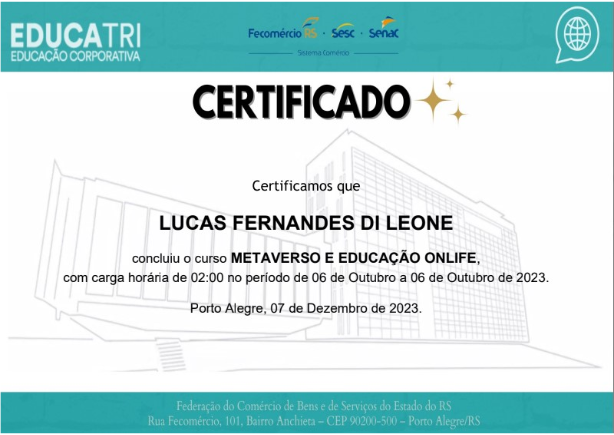 EDUCATRI
EDUCAÇÃO CORPORATIVA
Fecomércio RS · Sesc · Senac
Sistema Comércio
CERTIFICADO
Certificamos que
LUCAS FERNANDES DI LEONE
concluiu o curso METAVERSO E EDUCAÇÃO ONLIFE,
com carga horária de 02:00 no período de 06 de Outubro a 06 de Outubro de 2023.
Porto Alegre, 07 de Dezembro de 2023.
Federação do Comércio de Bens e de Serviços do Estado do RS
Rua Fecomércio, 101, Bairro Anchieta – CEP 90200-500 – Porto Alegre/RS